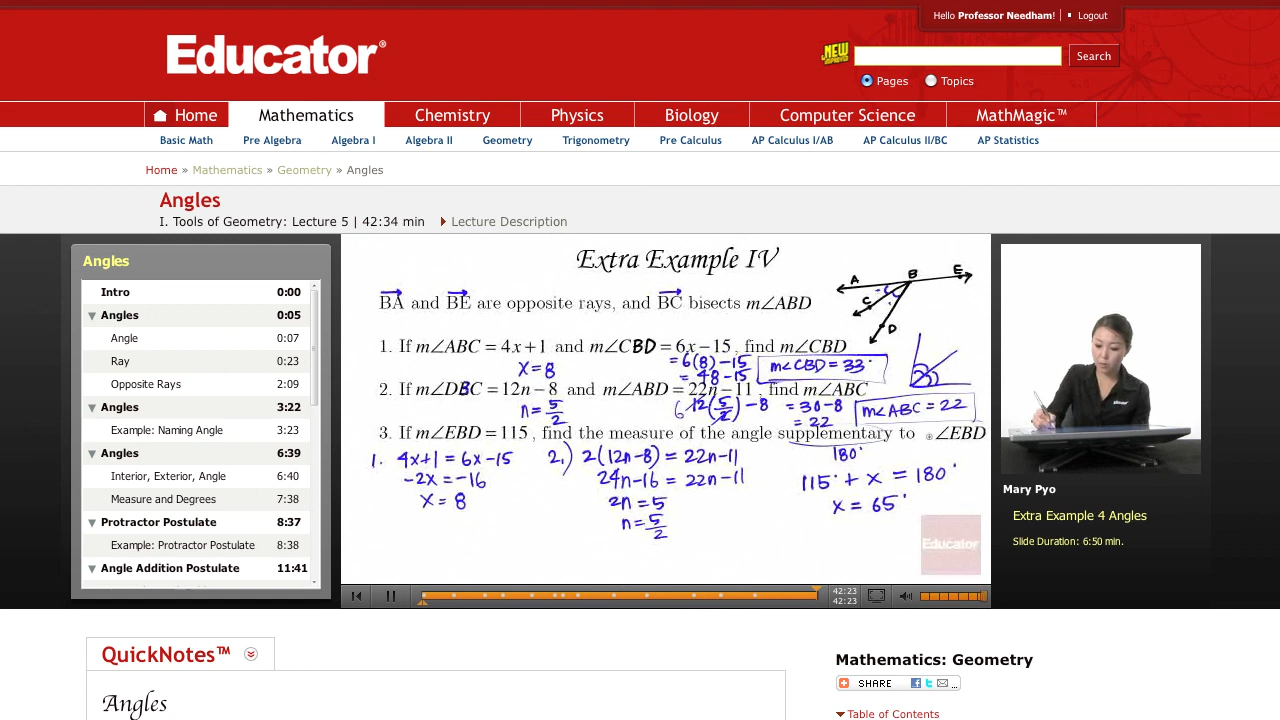 Hello Professor Needham! Logout
Educator®
NEW
IMPROVED
Search
Pages Topics
Home Mathematics Chemistry Physics Biology Computer Science MathMagic™
Basic Math Pre Algebra Algebra I Algebra II Geometry Trigonometry Pre Calculus AP Calculus I/AB AP Calculus II/BC AP Statistics
Home » Mathematics » Geometry » Angles
Angles
I. Tools of Geometry: Lecture 5 | 42:34 min Lecture Description
Angles
Intro 0:00
Angles 0:05
Angle 0:07
Ray 0:23
Opposite Rays 2:09
Angles 3:22
Example: Naming Angle 3:23
Angles 6:39
Interior, Exterior, Angle 6:40
Measure and Degrees 7:38
Protractor Postulate 8:37
Example: Protractor Postulate 8:38
Angle Addition Postulate 11:41
Extra Example IV
A B E
C
D
BA and BE are opposite rays, and BC bisects m∠ABD
1. If m∠ABC = 4x+1 and m∠CBD = 6x−15, find m∠CBD
x = 8
= 6(8) −15
= 48 −15
m∠CBD = 33°
2. If m∠DBC = 12n−8 and m∠ABD = 22n−11, find m∠ABC
n = 5/2
6 12(5/2) − 8 = 30−8
= 22
m∠ABC = 22
3. If m∠EBD = 115, find the measure of the angle supplementary to ∠EBD
180°
1. 4x+1 = 6x −15
−2x = −16
x = 8
2.) 2(12n−8) = 22n−11
24n−16 = 22n−11
2n = 5
n = 5/2
115° + x = 180°
x = 65°
Educator
42:23
42:23
Mary Pyo
Extra Example 4 Angles
Slide Duration: 6:50 min.
QuickNotes™
Angles
Mathematics: Geometry
SHARE ...
Table of Contents